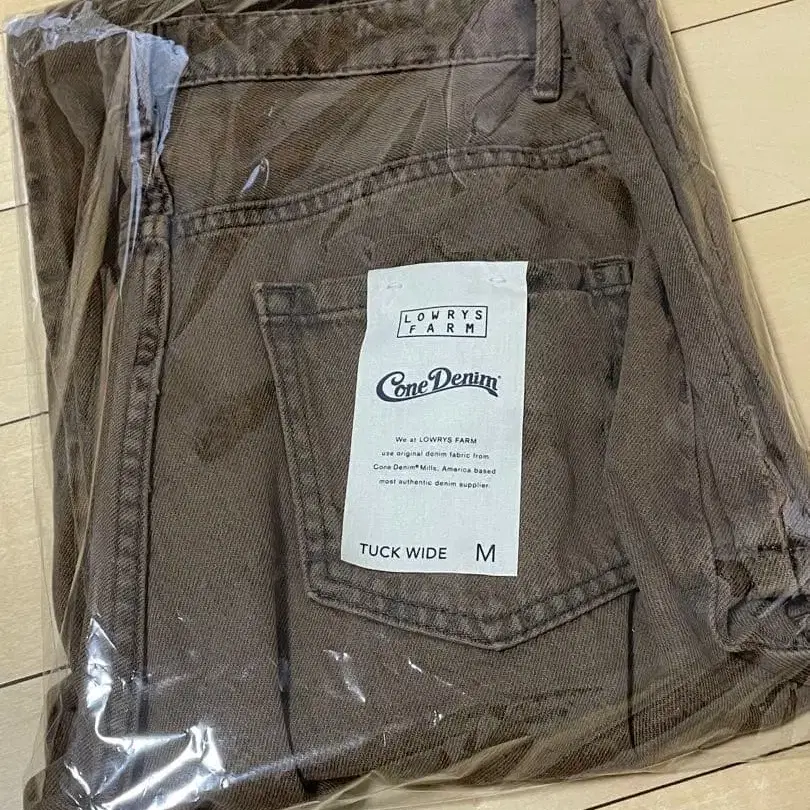 LOWRYS
FARM
Cone Denim®
We at LOWRYS FARM
use original denim fabric from
Cone Denim® Mills, America based
most authentic denim supplier.
TUCK WIDE M